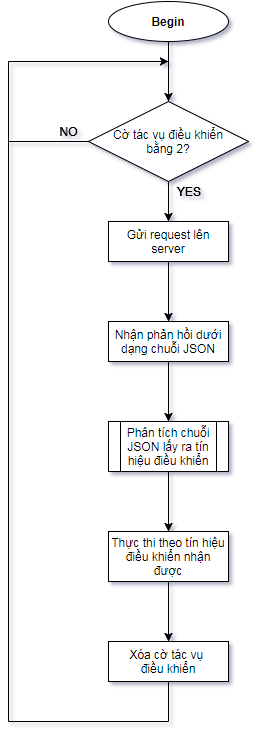 Begin
Cờ tác vụ điều khiển
bằng 2?
NO
YES
Gửi request lên
server
Nhận phản hồi dưới
dạng chuỗi JSON
Phân tích chuỗi
JSON lấy ra tín
hiệu điều khiển
Thực thi theo tín hiệu
điều khiển nhận
được
Xóa cờ tác vụ
điều khiển